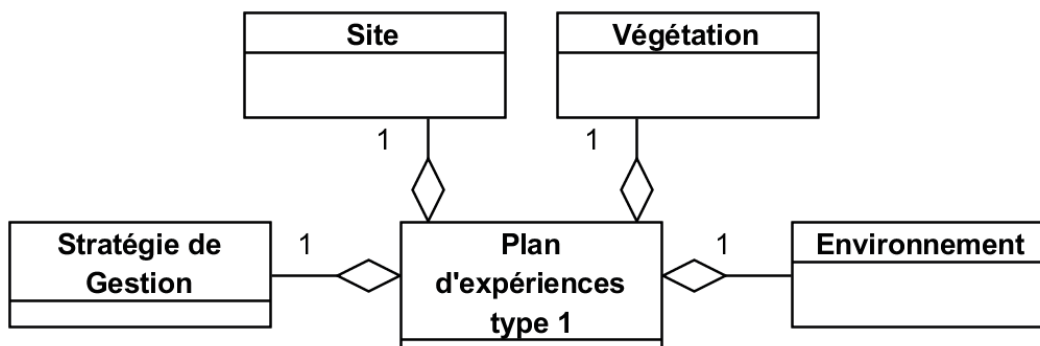 Site
Végétation
1
1
Stratégie de
Gestion
1
Plan
d'expériences
type 1
1
Environnement